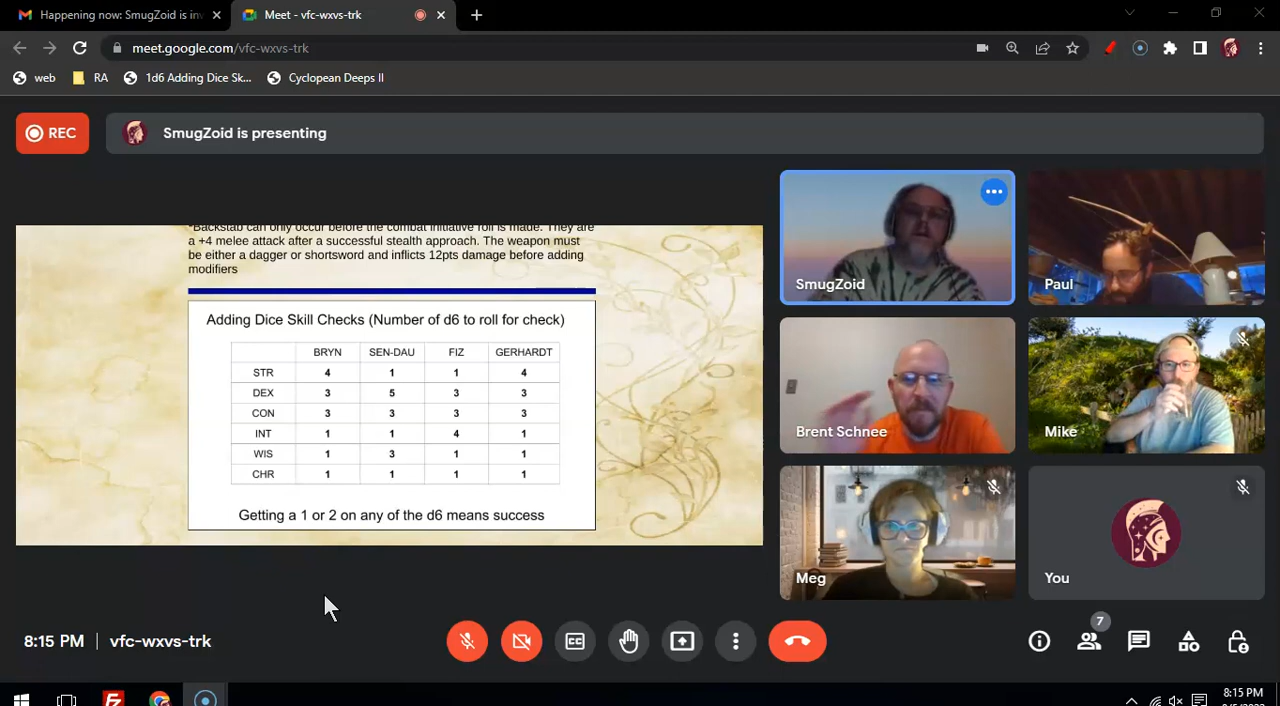 Happening now: SmugZoid is inv
Meet - vfc-wxvs-trk
meet.google.com/vfc-wxvs-trk
web
RA
1d6 Adding Dice Sk...
Cyclopean Deeps II
REC
SmugZoid is presenting
*Backstab can only occur before the combat initiative roll is made. They are
a +4 melee attack after a successful stealth approach. The weapon must
be either a dagger or shortsword and inflicts 12pts damage before adding
modifiers
Adding Dice Skill Checks (Number of d6 to roll for check)
BRYN SEN-DAU FIZ GERHARDT
STR 4 1 1 4
DEX 3 5 3 3
CON 3 3 3 3
INT 1 1 4 1
WIS 1 3 1 1
CHR 1 1 1 1
Getting a 1 or 2 on any of the d6 means success
SmugZoid
Paul
Brent Schnee
Mike
Meg
You
8:15 PM | vfc-wxvs-trk
CC
7
8:15 PM